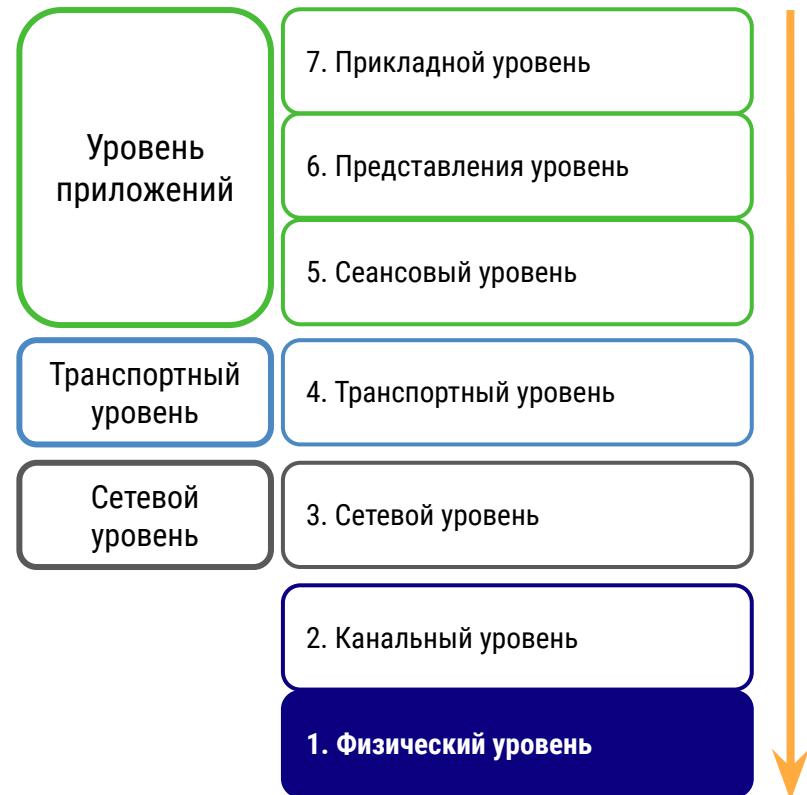 Уровень
приложений
7. Прикладной уровень
6. Представления уровень
5. Сеансовый уровень
Транспортный
уровень
4. Транспортный уровень
Сетевой
уровень
3. Сетевой уровень
2. Канальный уровень
1. Физический уровень